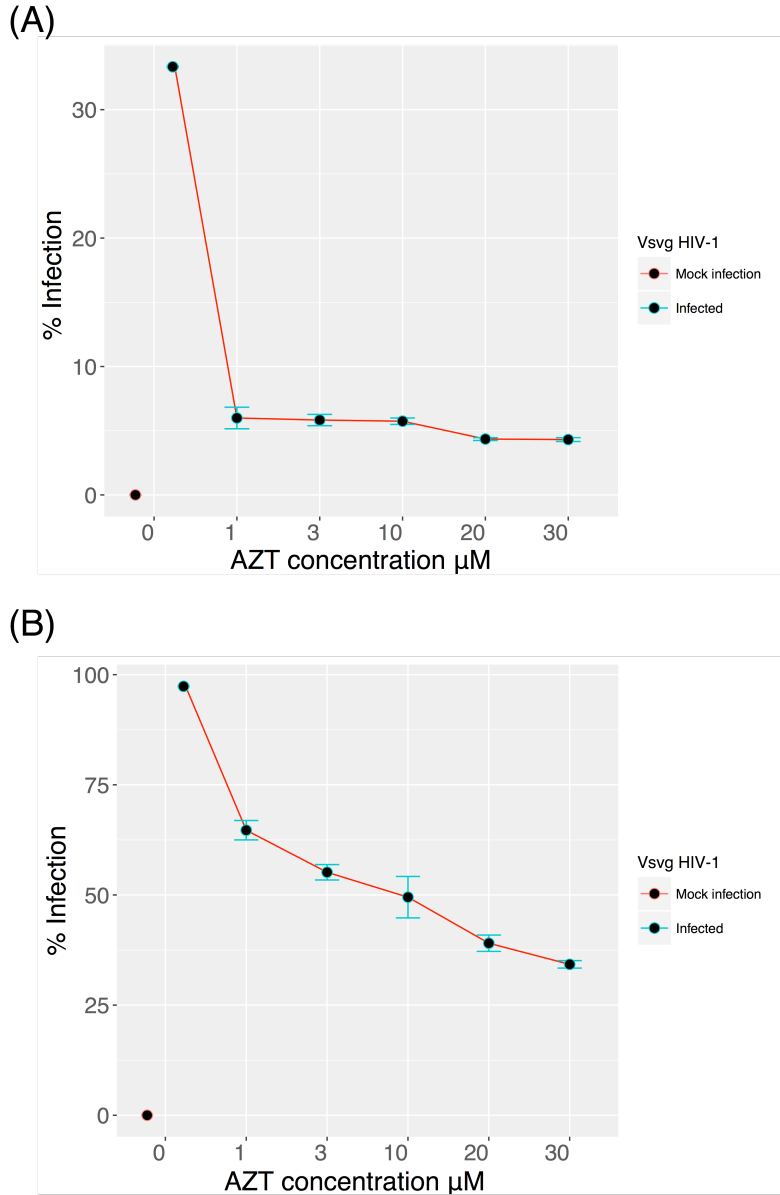 (A)
30
20
10
0
% Infection
0 1 3 10 20 30
AZT concentration μM
Vsvg HIV-1
Mock infection
Infected
(B)
100
75
50
25
0
% Infection
0 1 3 10 20 30
AZT concentration μM
Vsvg HIV-1
Mock infection
Infected